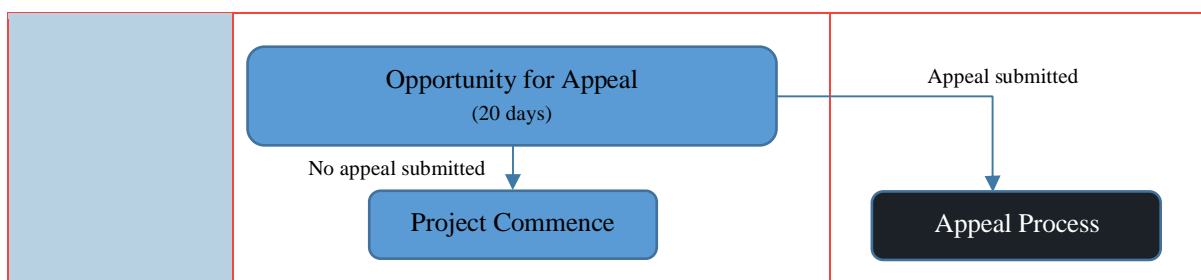 Opportunity for Appeal
(20 days)
Appeal submitted
No appeal submitted
Project Commence
Appeal Process